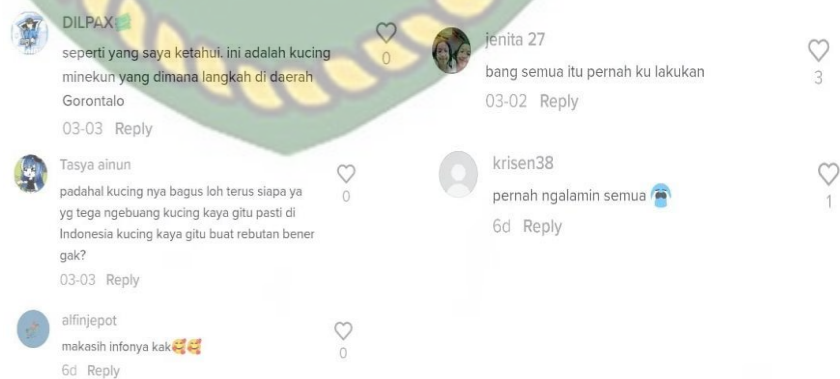 DILPAX
seperti yang saya ketahui. ini adalah kucing
minekun yang dimana langkah di daerah
Gorontalo
03-03 Reply
0
Tasya ainun
padahal kucing nya bagus loh terus siapa ya
yg tega ngebuang kucing kaya gitu pasti di
Indonesia kucing kaya gitu buat rebutan bener
gak?
03-03 Reply
0
alfinjepot
makasih infonya kak🥰🥰
6d Reply
0
jenita 27
bang semua itu pernah ku lakukan
03-02 Reply
3
krisen38
pernah ngalamin semua 😭
6d Reply
1